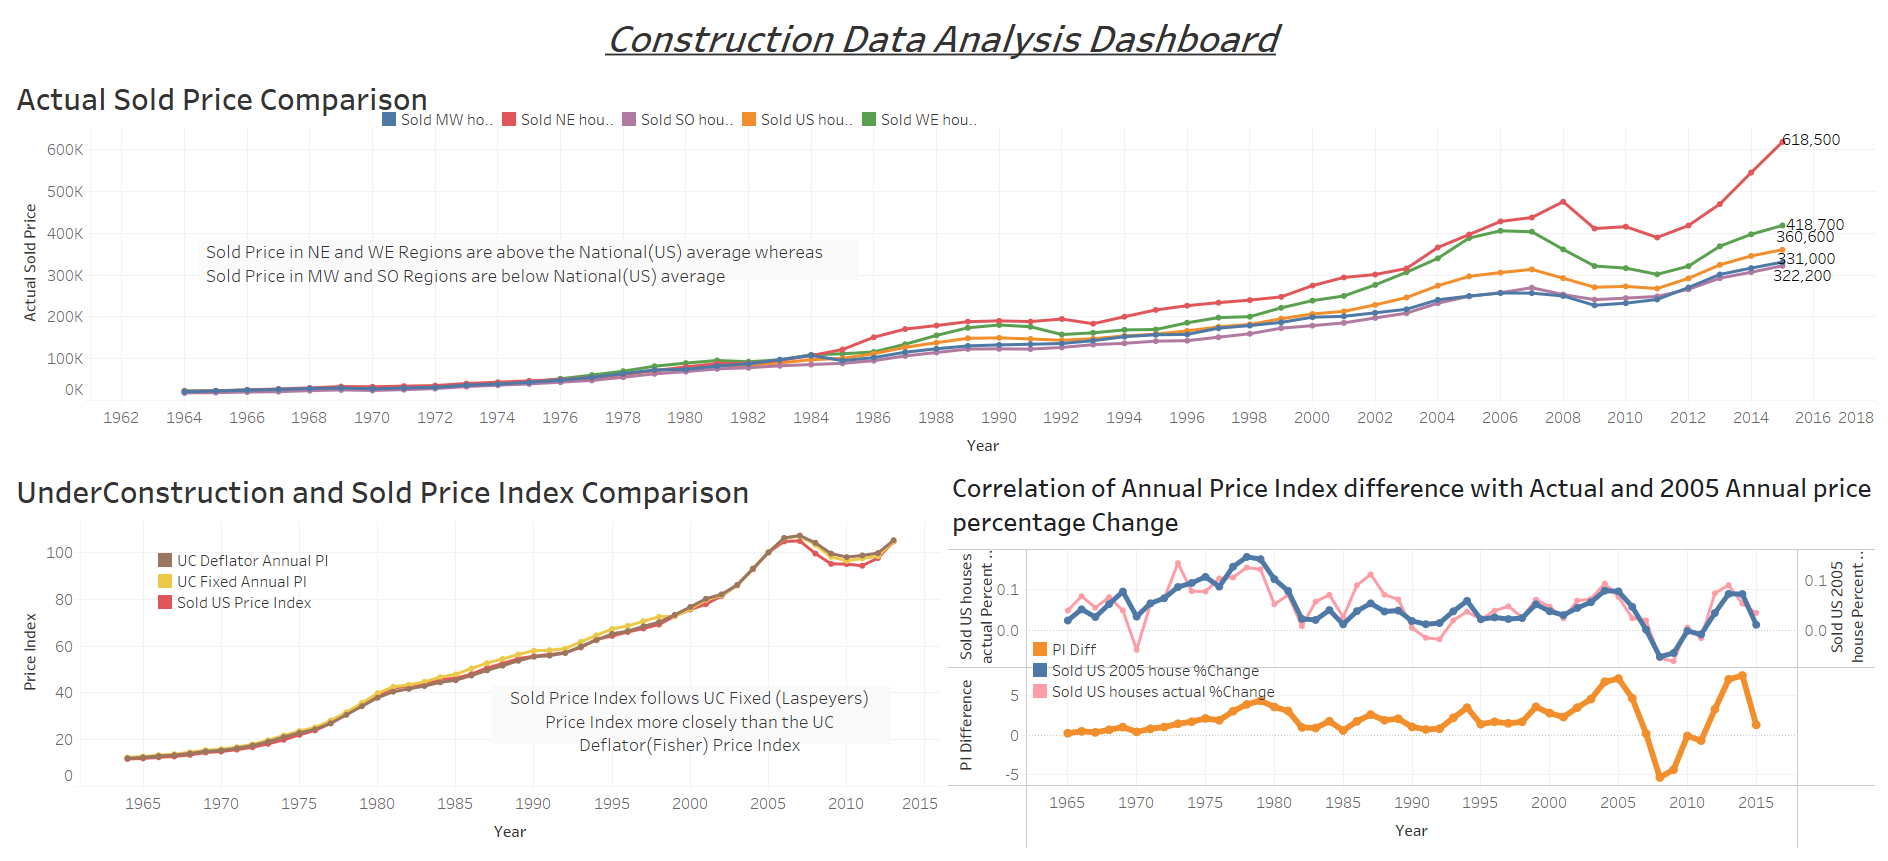 Construction Data Analysis Dashboard
Actual Sold Price Comparison
Sold MW ho.. Sold NE hou.. Sold SO hou.. Sold US hou.. Sold WE hou..
Actual Sold Price
600K
500K
400K
300K
200K
100K
0K
Sold Price in NE and WE Regions are above the National(US) average whereas
Sold Price in MW and SO Regions are below National(US) average
618,500
418,700
360,600
331,000
322,200
1962 1964 1966 1968 1970 1972 1974 1976 1978 1980 1982 1984 1986 1988 1990 1992 1994 1996 1998 2000 2002 2004 2006 2008 2010 2012 2014 2016 2018
Year
UnderConstruction and Sold Price Index Comparison
Price Index
100
80
60
40
20
0
UC Deflator Annual PI
UC Fixed Annual PI
Sold US Price Index
Sold Price Index follows UC Fixed (Laspeyers)
Price Index more closely than the UC
Deflator(Fisher) Price Index
1965 1970 1975 1980 1985 1990 1995 2000 2005 2010 2015
Year
Correlation of Annual Price Index difference with Actual and 2005 Annual price
percentage Change
Sold US houses
actual Percent ..
0.1
0.0
0.1
0.0
Sold US 2005
house Percent..
PI Diff
Sold US 2005 house %Change
Sold US houses actual %Change
PI Difference
5
0
-5
1965 1970 1975 1980 1985 1990 1995 2000 2005 2010 2015
Year